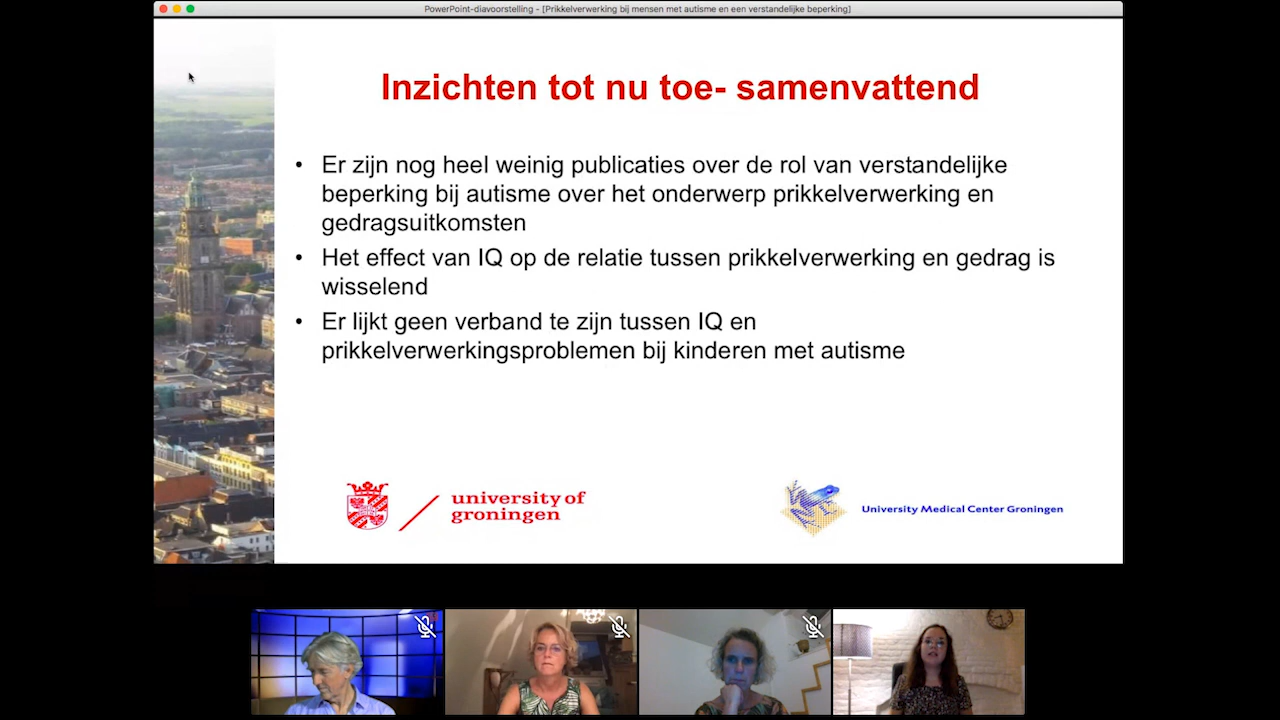 PowerPoint-diavoorstelling - [Prikkelverwerking bij mensen met autisme en een verstandelijke beperking]
Inzichten tot nu toe- samenvattend
• Er zijn nog heel weinig publicaties over de rol van verstandelijke
beperking bij autisme over het onderwerp prikkelverwerking en
gedragsuitkomsten
• Het effect van IQ op de relatie tussen prikkelverwerking en gedrag is
wisselend
• Er lijkt geen verband te zijn tussen IQ en
prikkelverwerkingsproblemen bij kinderen met autisme
university of
groningen
University Medical Center Groningen